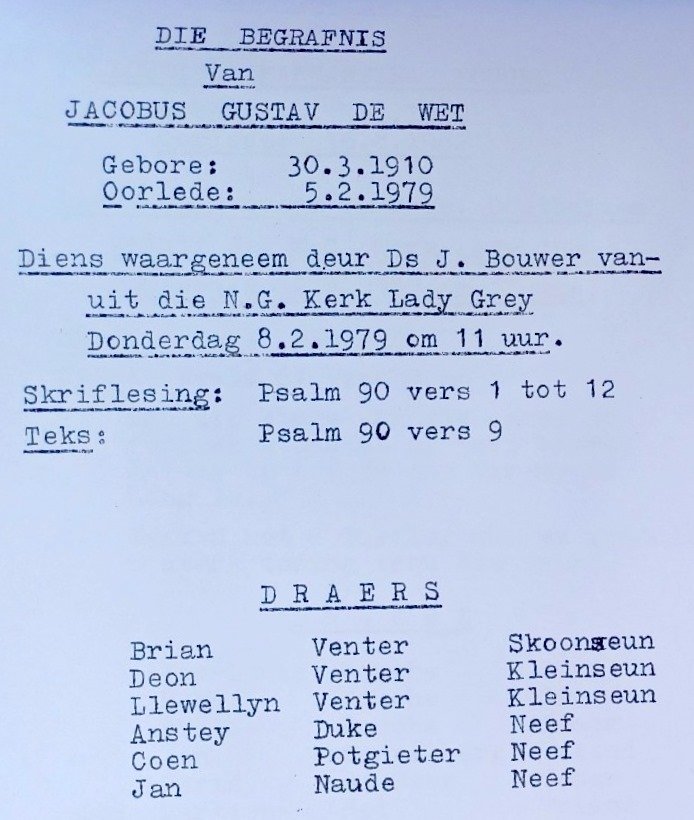 DIE BEGRAFNIS
Van
JACOBUS GUSTAV DE WET
Gebore: 30.3.1910
Oorlede: 5.2.1979
Diens waargeneem deur Ds J. Bouwer van-
uit die N.G. Kerk Lady Grey
Donderdag 8.2.1979 om 11 uur.
Skriflesing: Psalm 90 vers 1 tot 12
Teks: Psalm 90 vers 9
D R A E R S
Brian Venter Skoonseun
Deon Venter Kleinseun
Llewellyn Venter Kleinseun
Anstey Duke Neef
Coen Potgieter Neef
Jan Naude Neef